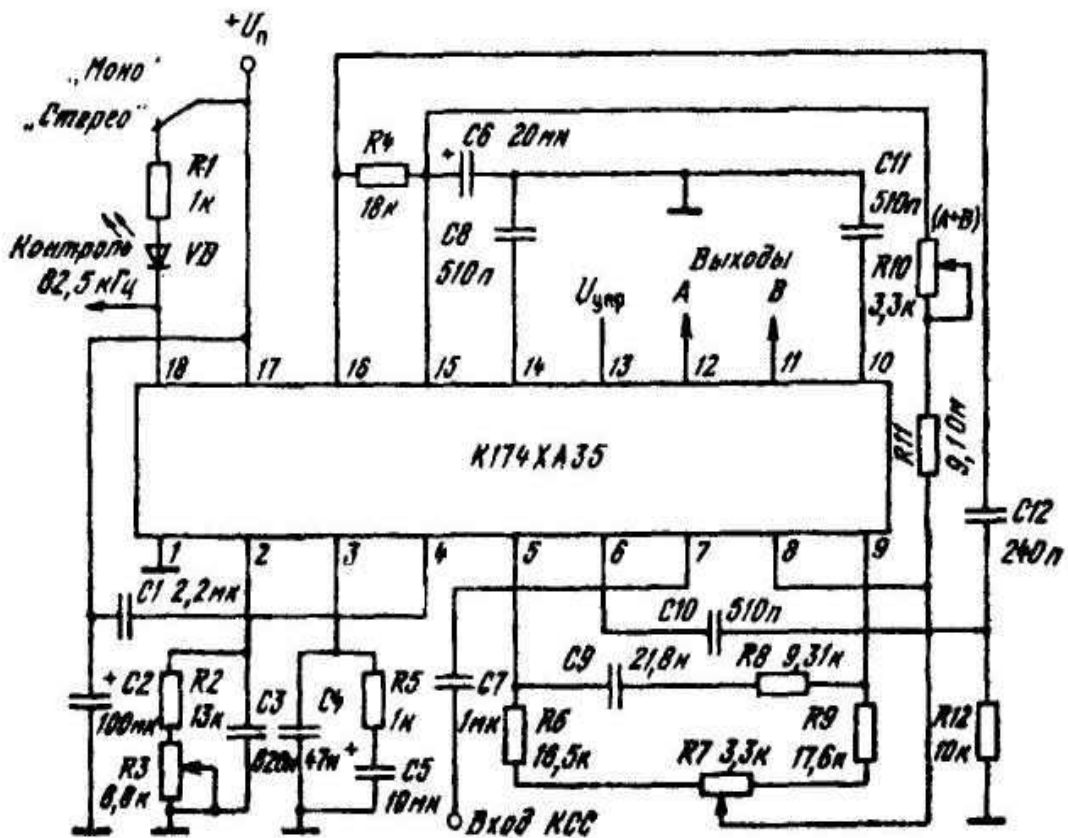 +Uп
„Моно"
„Стерео"
R1
1к
Контроль
82,5 кГц
VD
R4
18к
+
C6 20мк
C8
510п
C11
510п
(A+B)
R10
3,3к
Выходы
Uупр
A
B
18
17
16
15
14
13
12
11
10
К174ХА35
R11
9,10к
C12
240п
1
2
3
4
5
6
7
8
9
C1 2,2мк
C10
510п
+ C2
100мк
R2
13к
C3
820п
C4
47н
R5
1к
+
C5
10мк
R3
6,8к
C7
1мк
C9
21,8н
R8 9,31к
R6
16,5к
R7 3,3к
R9
17,6к
R12
10к
Вход КСС